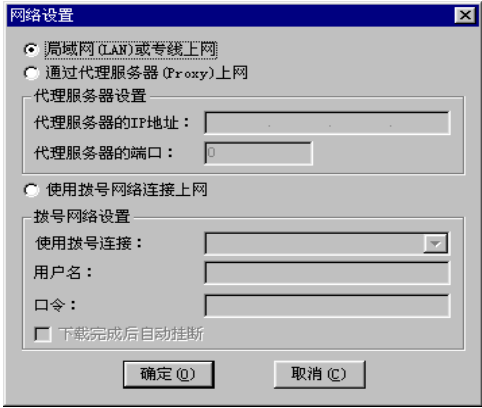 网络设置
局域网(LAN)或专线上网
通过代理服务器(Proxy)上网
代理服务器设置
代理服务器的IP地址：
代理服务器的端口： 0
使用拨号网络连接上网
拨号网络设置
使用拨号连接：
用户名：
口令：
下载完成后自动挂断
确定(O) 取消(C)